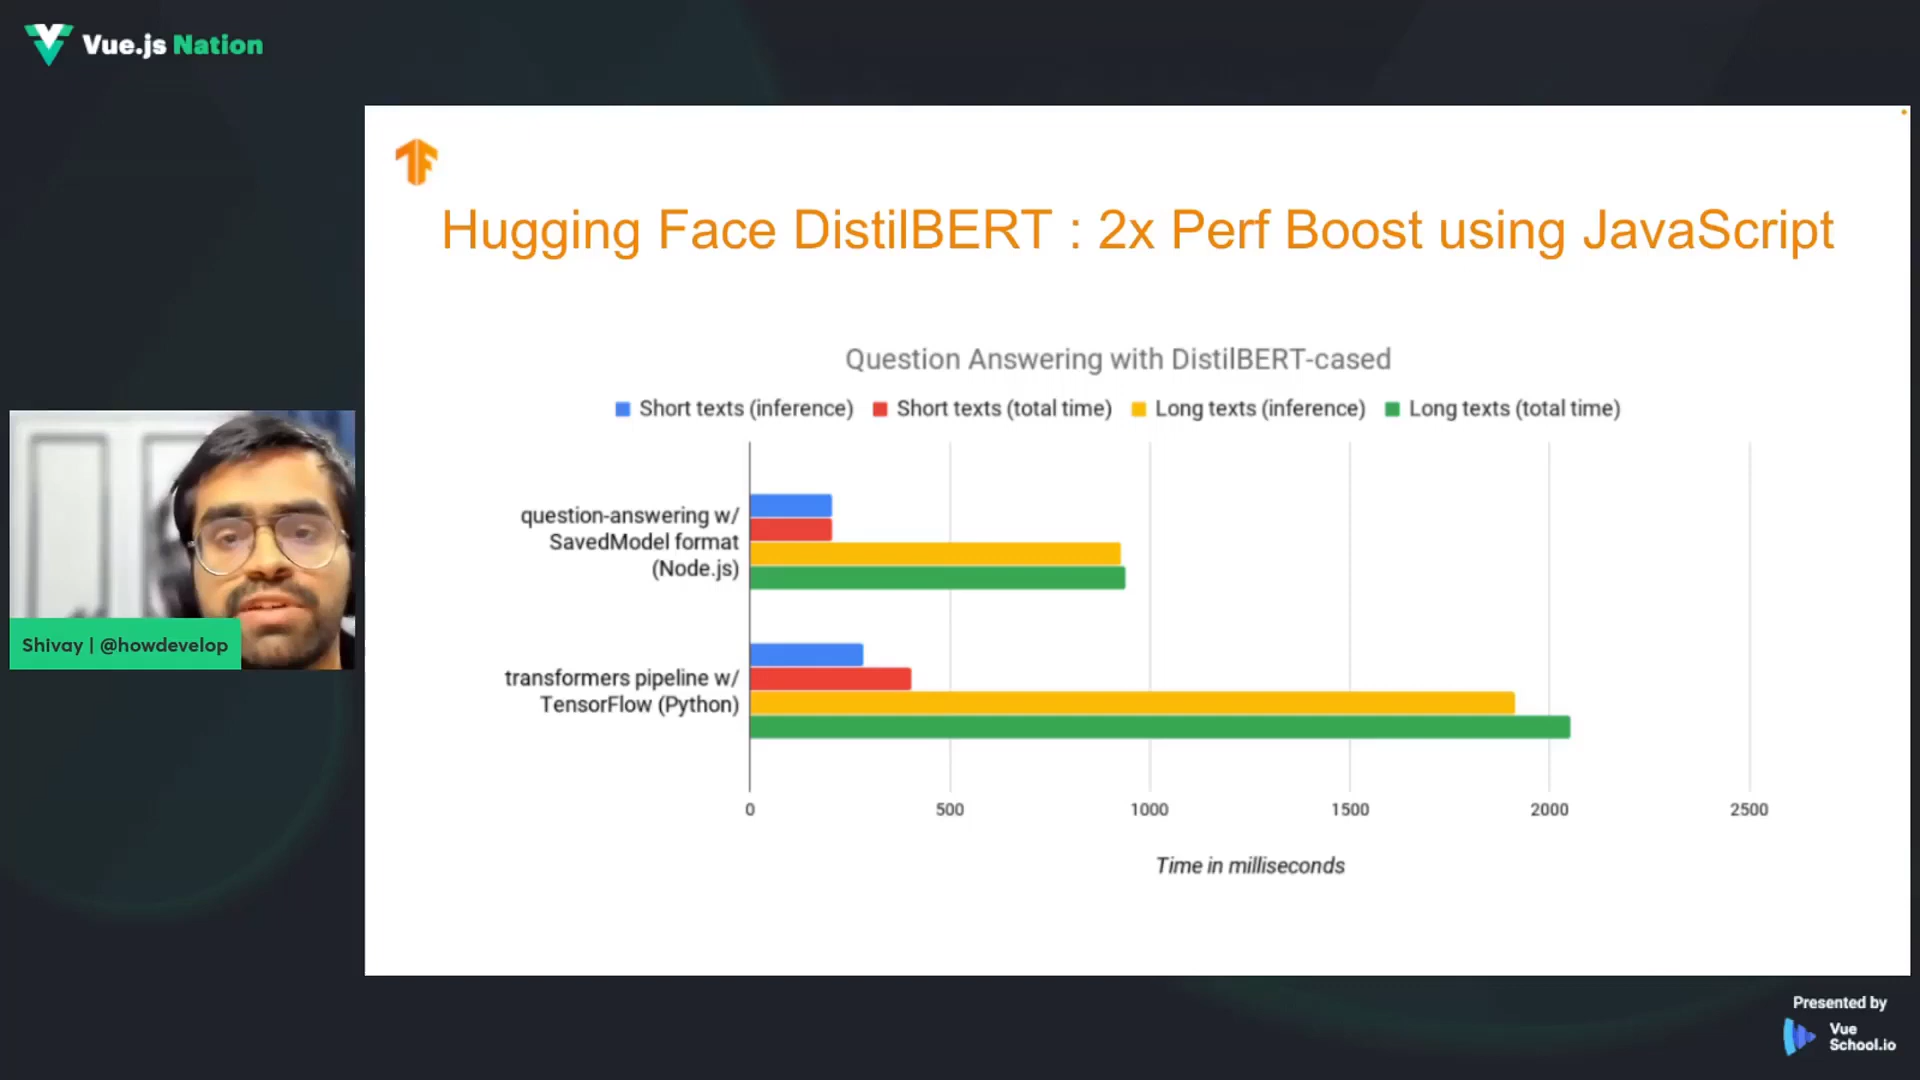 Vue.js Nation
Hugging Face DistilBERT : 2x Perf Boost using JavaScript
Question Answering with DistilBERT-cased
Short texts (inference) Short texts (total time) Long texts (inference) Long texts (total time)
question-answering w/
SavedModel format
(Node.js)
transformers pipeline w/
TensorFlow (Python)
0 500 1000 1500 2000 2500
Time in milliseconds
Shivay | @howdevelop
Presented by
Vue
School.io